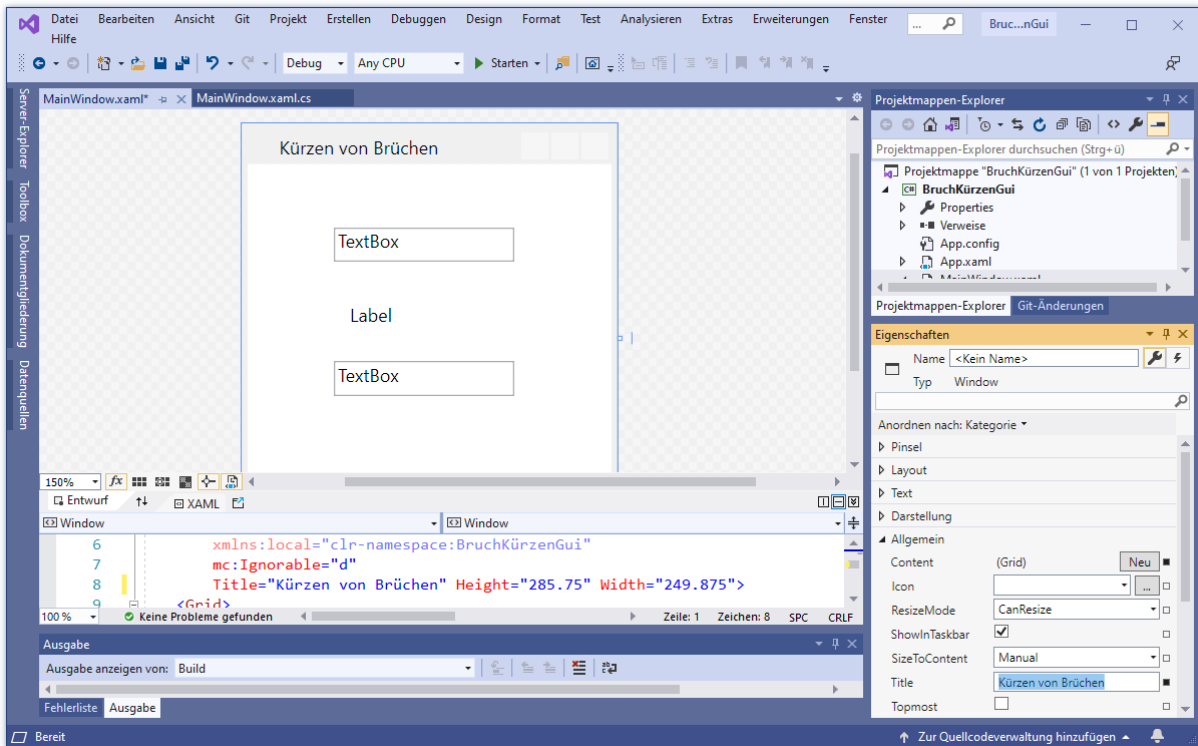 Datei Bearbeiten Ansicht Git Projekt Erstellen Debuggen Design Format Test Analysieren Extras Erweiterungen Fenster ... Bruc...nGui
Hilfe
Debug Any CPU Starten
Server-Explorer
Toolbox
Dokumentgliederung
Datenquellen
MainWindow.xaml* MainWindow.xaml.cs
Kürzen von Brüchen
TextBox
Label
TextBox
150% fx
Entwurf XAML
Window Window
6 xmlns:local="clr-namespace:BruchKürzenGui"
7 mc:Ignorable="d"
8 Title="Kürzen von Brüchen" Height="285.75" Width="249.875">
9 <Grid>
100 % Keine Probleme gefunden Zeile: 1 Zeichen: 8 SPC CRLF
Ausgabe
Ausgabe anzeigen von: Build
Fehlerliste Ausgabe
Projektmappen-Explorer
Projektmappen-Explorer durchsuchen (Strg+ü)
Projektmappe "BruchKürzenGui" (1 von 1 Projekten)
C# BruchKürzenGui
Properties
Verweise
App.config
App.xaml
MainWindow.xaml
Projektmappen-Explorer Git-Änderungen
Eigenschaften
Name <Kein Name>
Typ Window
Anordnen nach: Kategorie
Pinsel
Layout
Text
Darstellung
Allgemein
Content (Grid) Neu
Icon ...
ResizeMode CanResize
ShowInTaskbar
SizeToContent Manual
Title Kürzen von Brüchen
Topmost
Bereit Zur Quellcodeverwaltung hinzufügen